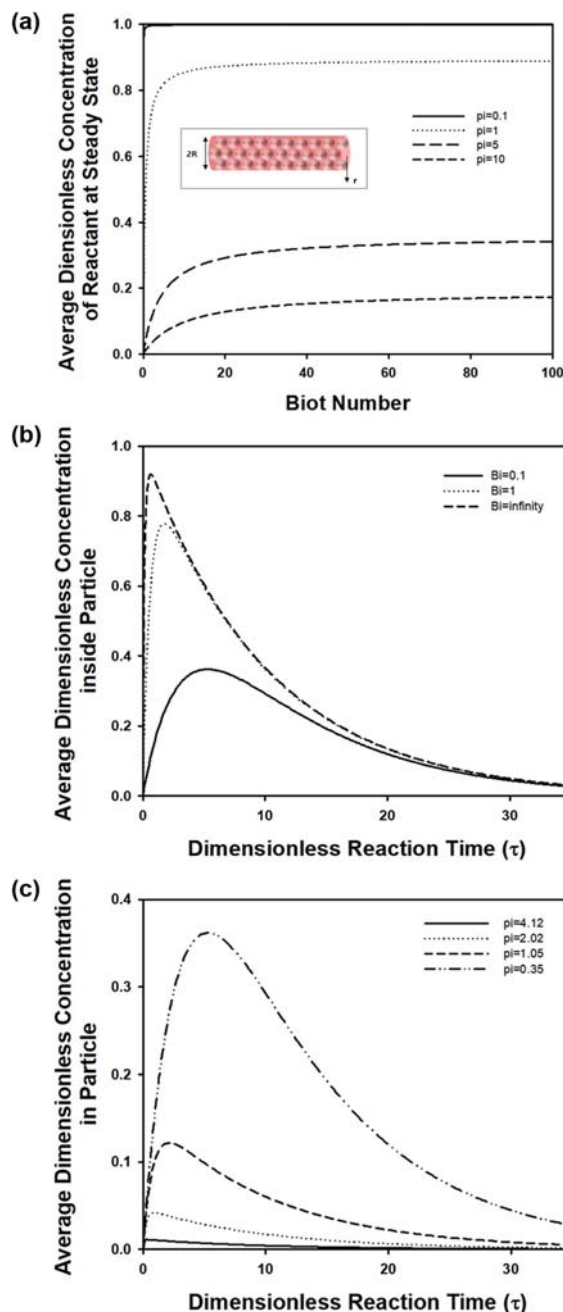 (a)
Average Diensionless Concentration
of Reactant at Steady State
1.0
0.8
0.6
0.4
0.2
0.0
2R
r
pi=0.1
pi=1
pi=5
pi=10
0
20
40
60
80
100
Biot Number
(b)
Average Dimensionless Concentration
inside Particle
1.0
0.8
0.6
0.4
0.2
0.0
Bi=0.1
Bi=1
Bi=infinity
0
10
20
30
Dimensionless Reaction Time (τ)
(c)
Average Dimensionless Concentration
in Particle
0.4
0.3
0.2
0.1
0.0
pi=4.12
pi=2.02
pi=1.05
pi=0.35
0
10
20
30
Dimensionless Reaction Time (τ)